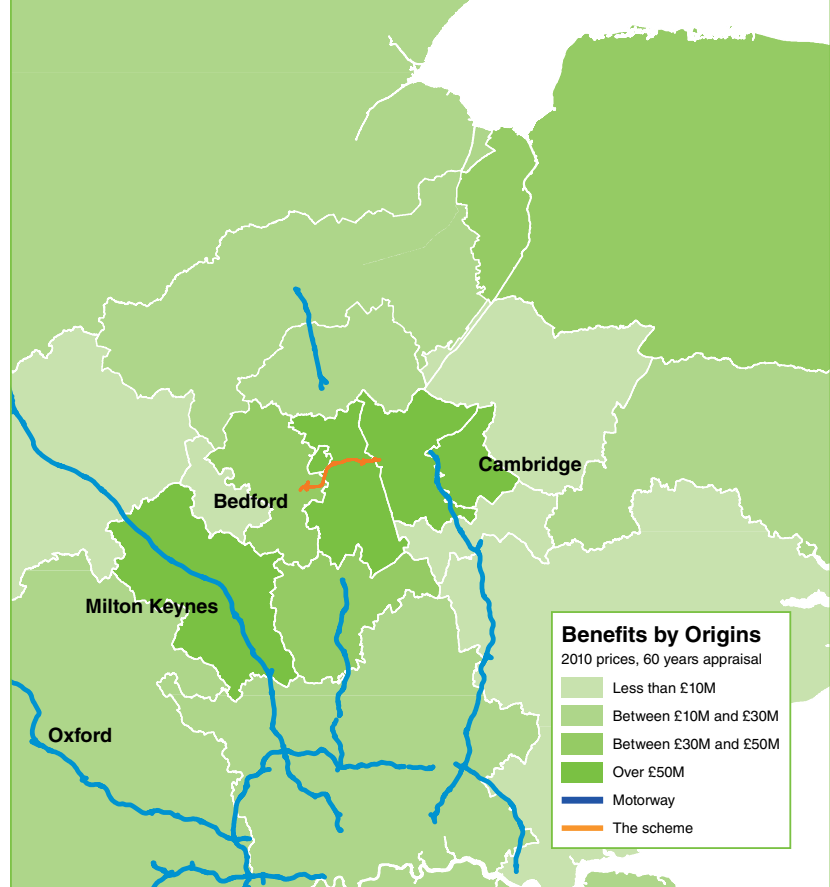 Cambridge
Bedford
Milton Keynes
Oxford
Benefits by Origins
2010 prices, 60 years appraisal
Less than £10M
Between £10M and £30M
Between £30M and £50M
Over £50M
Motorway
The scheme